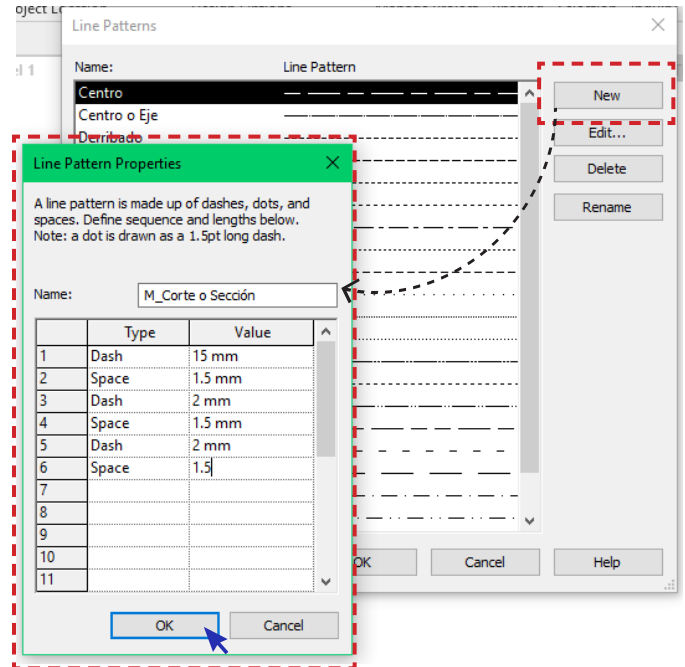 oject Lo
Line Patterns
el 1
Name: Line Pattern
Centro
Centro o Eje
Derribado
New
Edit...
Delete
Rename
Line Pattern Properties
A line pattern is made up of dashes, dots, and
spaces. Define sequence and lengths below.
Note: a dot is drawn as a 1.5pt long dash.
Name: M_Corte o Sección
Type Value
1 Dash 15 mm
2 Space 1.5 mm
3 Dash 2 mm
4 Space 1.5 mm
5 Dash 2 mm
6 Space 1.5
7
8
9
10
11
OK Cancel
OK Cancel Help